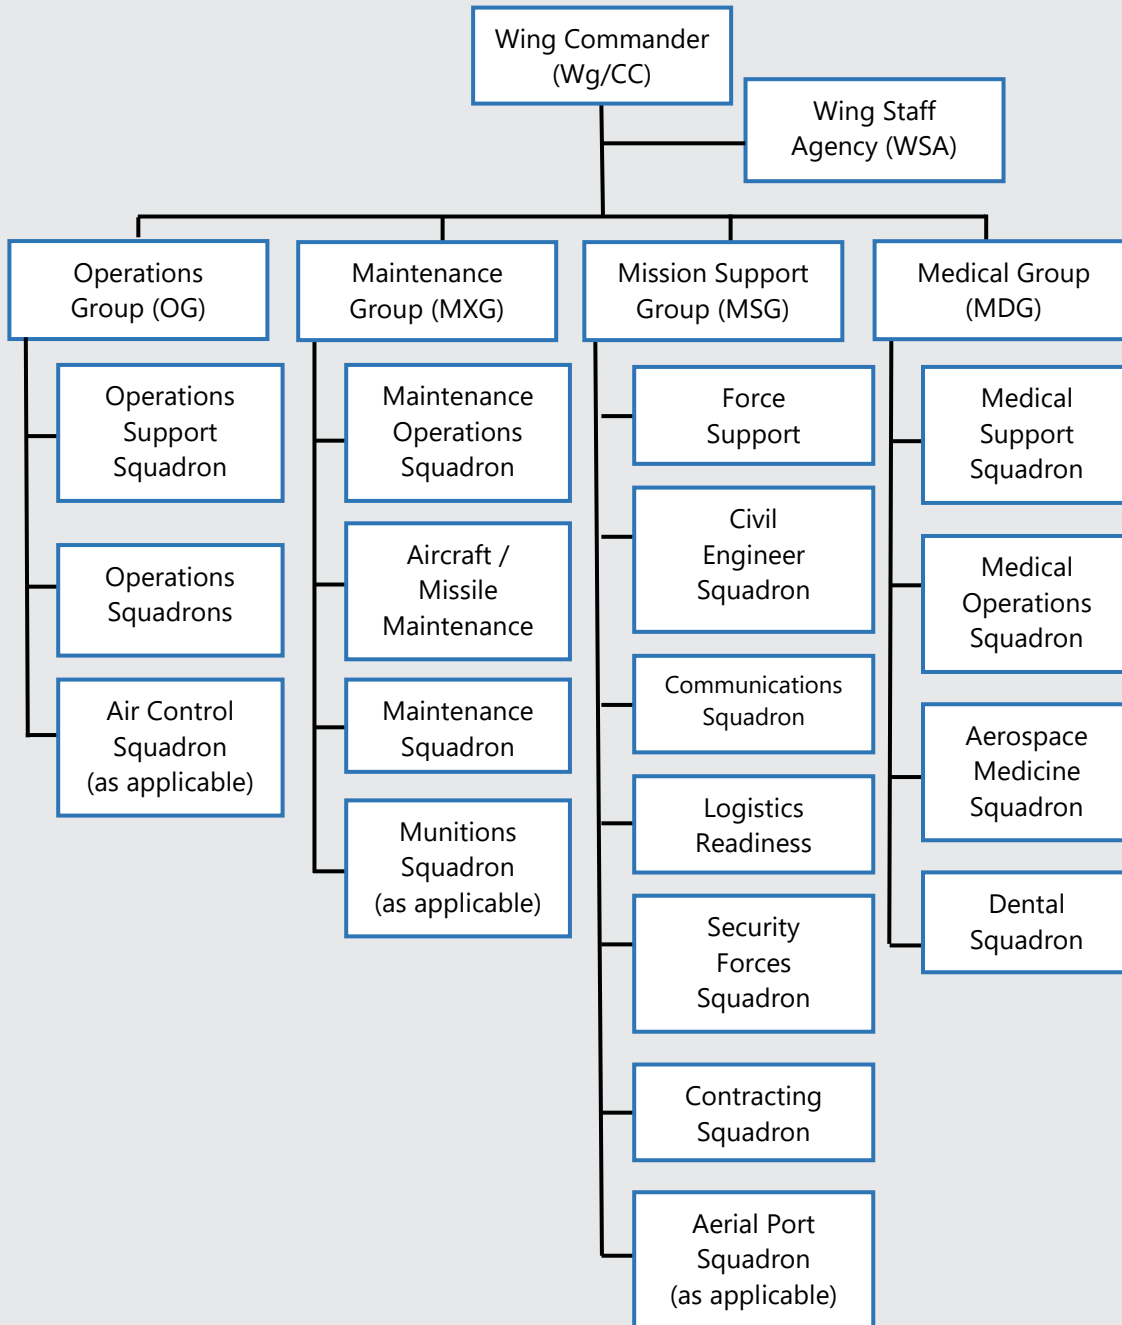 Wing Commander
(Wg/CC)
Wing Staff
Agency (WSA)
Operations
Group (OG)
Maintenance
Group (MXG)
Mission Support
Group (MSG)
Medical Group
(MDG)
Operations
Support
Squadron
Operations
Squadrons
Air Control
Squadron
(as applicable)
Maintenance
Operations
Squadron
Aircraft /
Missile
Maintenance
Maintenance
Squadron
Munitions
Squadron
(as applicable)
Force
Support
Civil
Engineer
Squadron
Communications
Squadron
Logistics
Readiness
Security
Forces
Squadron
Contracting
Squadron
Aerial Port
Squadron
(as applicable)
Medical
Support
Squadron
Medical
Operations
Squadron
Aerospace
Medicine
Squadron
Dental
Squadron